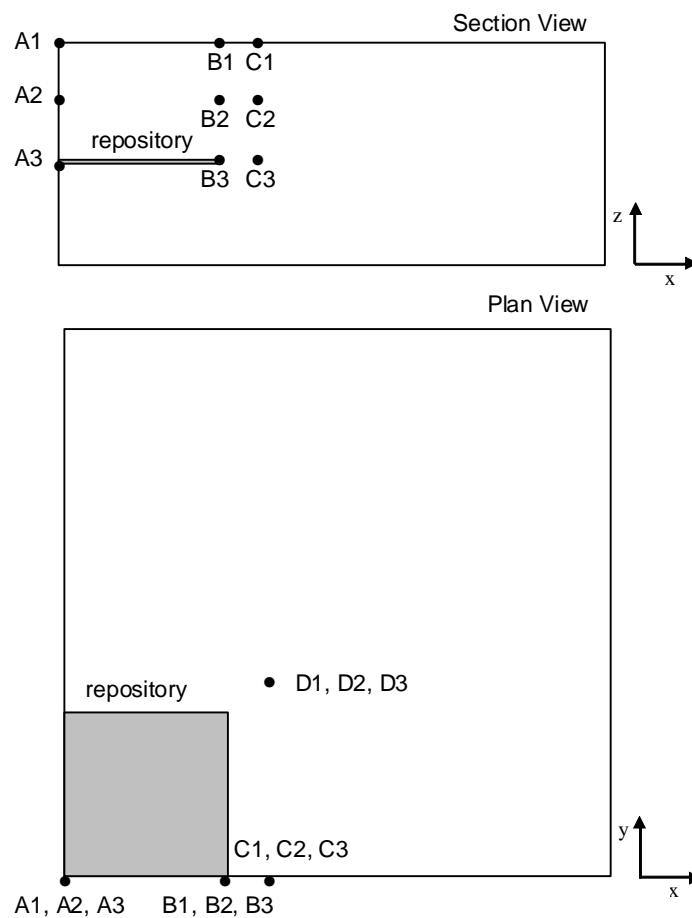 Section View
A1
B1 C1
A2
B2 C2
repository
A3
B3 C3
z
x
Plan View
repository
D1, D2, D3
C1, C2, C3
y
x
A1, A2, A3 B1, B2, B3